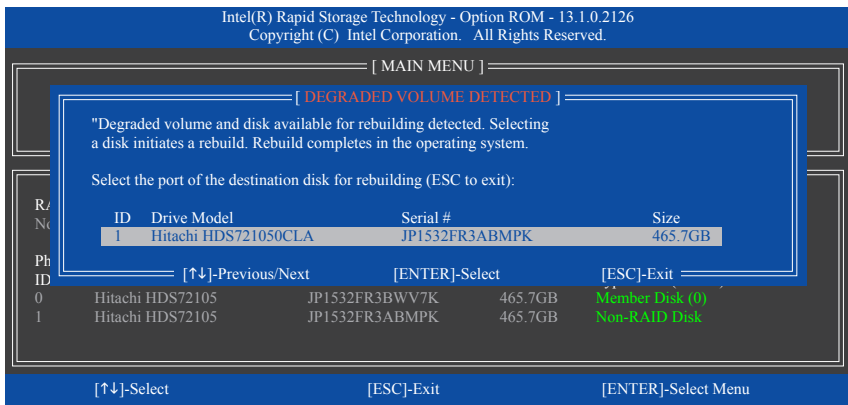 Intel(R) Rapid Storage Technology - Option ROM - 13.1.0.2126
Copyright (C) Intel Corporation. All Rights Reserved.
[ MAIN MENU ]
[ DEGRADED VOLUME DETECTED ]
"Degraded volume and disk available for rebuilding detected. Selecting
a disk initiates a rebuild. Rebuild completes in the operating system.
Select the port of the destination disk for rebuilding (ESC to exit):
ID Drive Model Serial # Size
1 Hitachi HDS721050CLA JP1532FR3ABMPK 465.7GB
[↑↓]-Previous/Next [ENTER]-Select [ESC]-Exit
ID
0 Hitachi HDS72105 JP1532FR3BWV7K 465.7GB Member Disk (0)
1 Hitachi HDS72105 JP1532FR3ABMPK 465.7GB Non-RAID Disk
[↑↓]-Select [ESC]-Exit [ENTER]-Select Menu